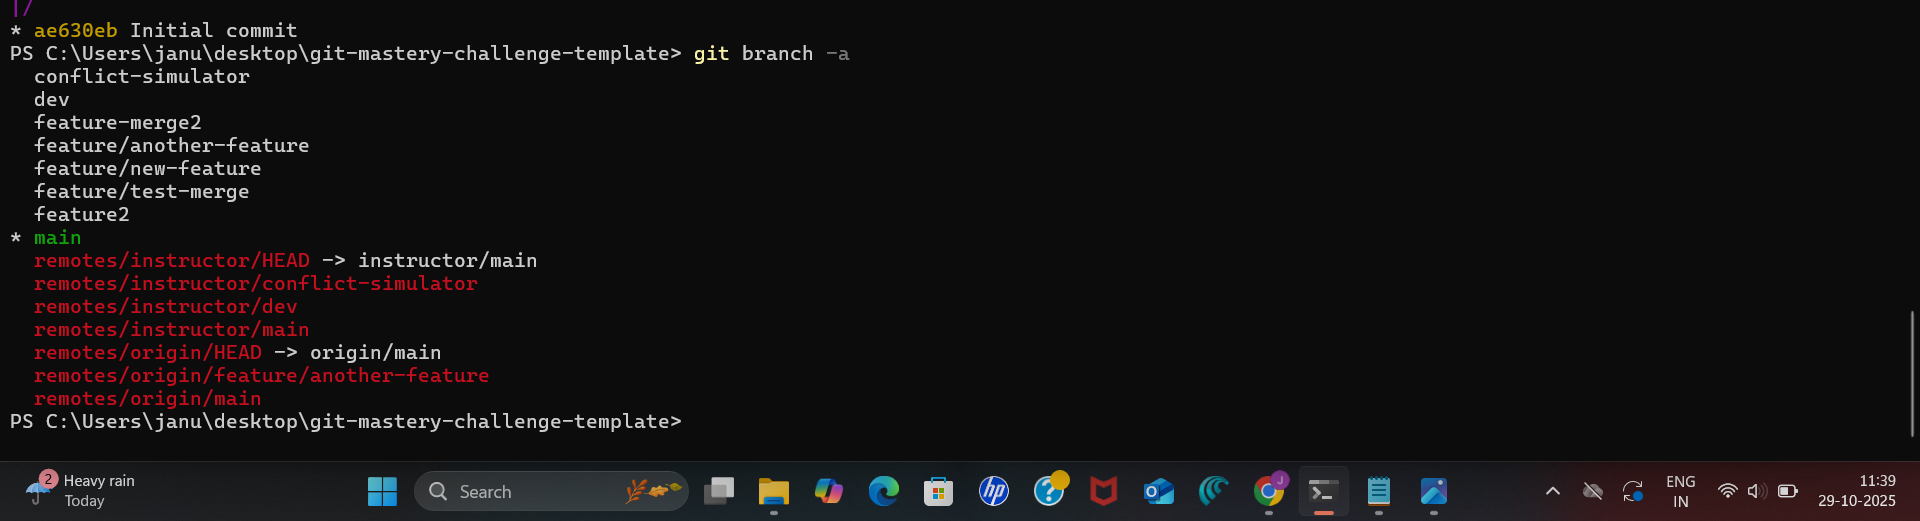 |/
* ae630eb Initial commit
PS C:\Users\janu\desktop\git-mastery-challenge-template> git branch -a
conflict-simulator
dev
feature-merge2
feature/another-feature
feature/new-feature
feature/test-merge
feature2
* main
remotes/instructor/HEAD -> instructor/main
remotes/instructor/conflict-simulator
remotes/instructor/dev
remotes/instructor/main
remotes/origin/HEAD -> origin/main
remotes/origin/feature/another-feature
remotes/origin/main
PS C:\Users\janu\desktop\git-mastery-challenge-template>
2
Heavy rain
Today
Search
hp
?
O
J
>_
ENG
IN
11:39
29-10-2025